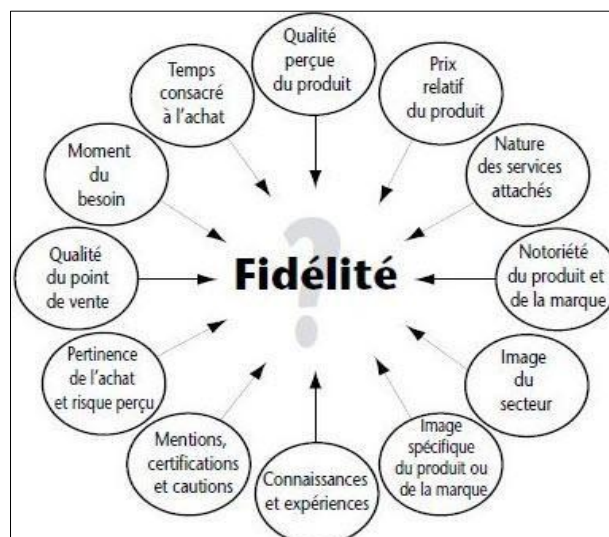 Qualité
perçue
du produit
Prix
relatif
du produit
Nature
des services
attachés
Notoriété
du produit et
de la marque
Image
du
secteur
Image
spécifique
du produit ou
de la marque
Connaissances
et expériences
Mentions,
certifications
et cautions
Pertinence
de l'achat
et risque perçu
Qualité
du point
de vente
Moment
du
besoin
Temps
consacré
à l'achat
?
Fidélité